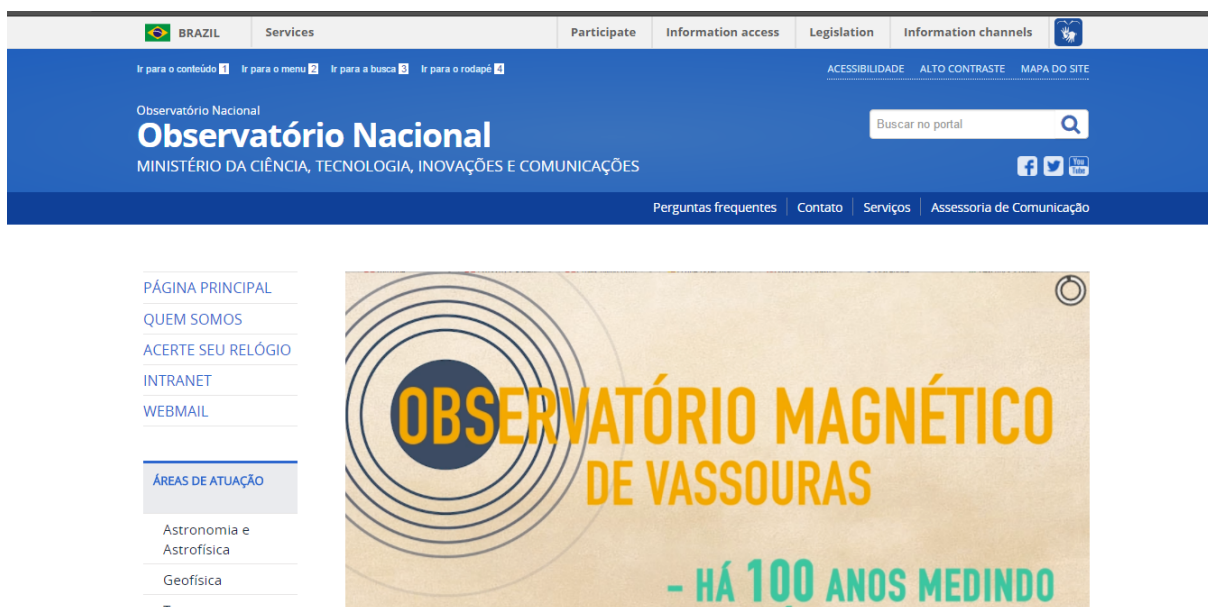 BRAZIL Services Participate Information access Legislation Information channels
Ir para o conteúdo 1 Ir para o menu 2 Ir para a busca 3 Ir para o rodapé 4 ACESSIBILIDADE ALTO CONTRASTE MAPA DO SITE
Observatório Nacional
Observatório Nacional
MINISTÉRIO DA CIÊNCIA, TECNOLOGIA, INOVAÇÕES E COMUNICAÇÕES
Buscar no portal
You Tube
Perguntas frequentes Contato Serviços Assessoria de Comunicação
PÁGINA PRINCIPAL
QUEM SOMOS
ACERTE SEU RELÓGIO
INTRANET
WEBMAIL
ÁREAS DE ATUAÇÃO
Astronomia e
Astrofísica
Geofísica
OBSERVATÓRIO MAGNÉTICO
DE VASSOURAS
- HÁ 100 ANOS MEDINDO